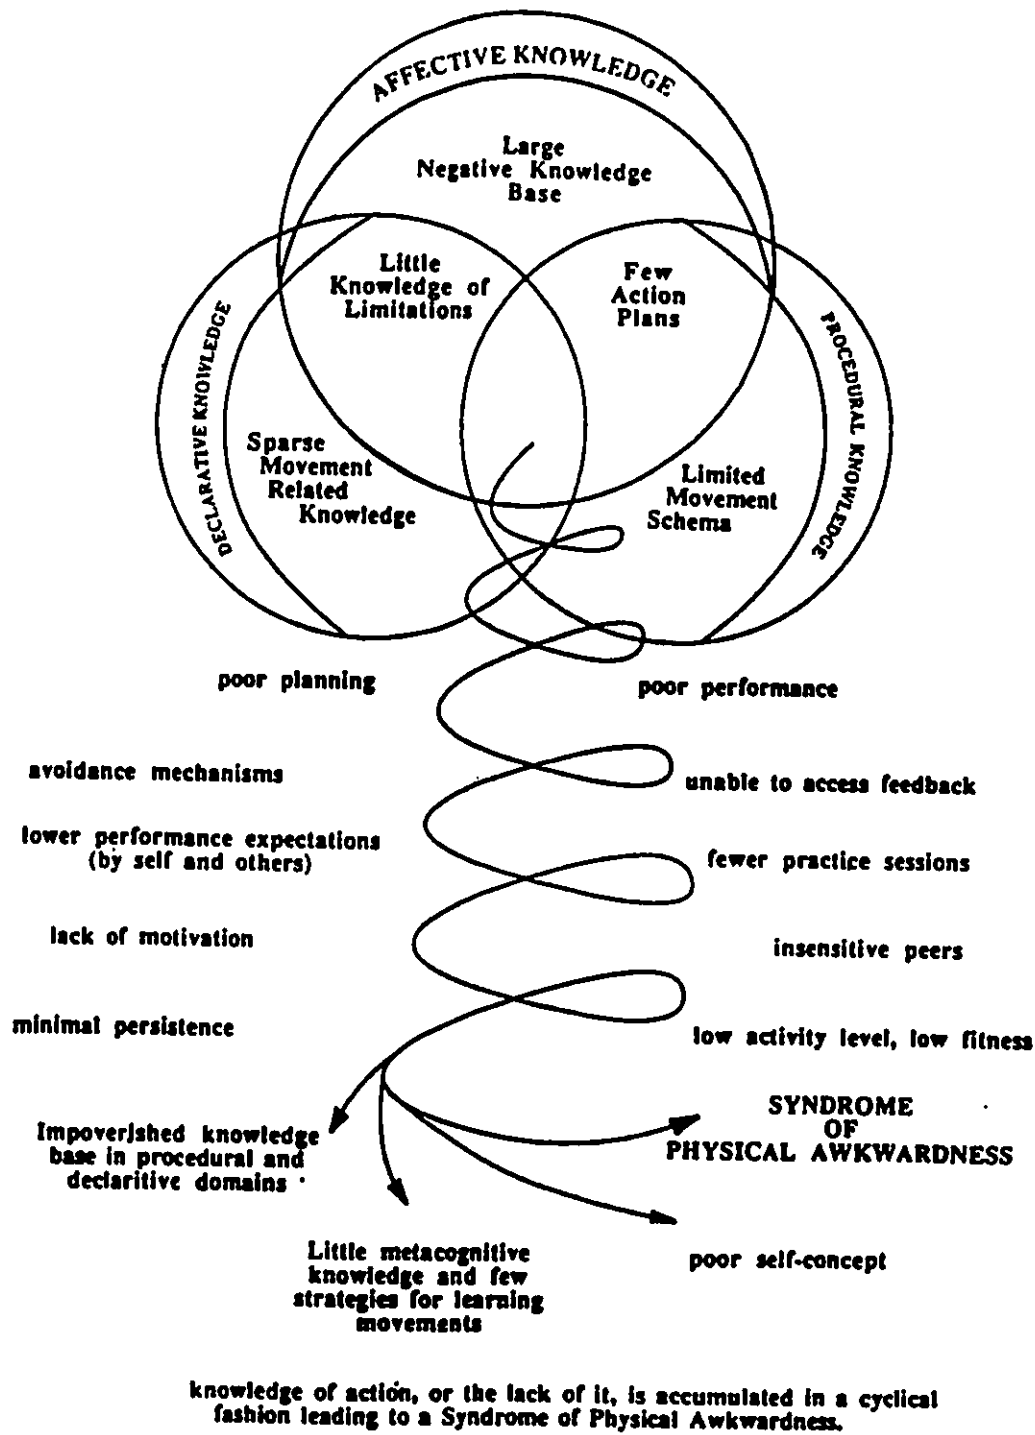 AFFECTIVE KNOWLEDGE
Large
Negative Knowledge
Base
Little
Knowledge of
Limitations
Few
Action
Plans
DECLARATIVE KNOWLEDGE
PROCEDURAL KNOWLEDGE
Sparse
Movement
Related
Knowledge
Limited
Movement
Schema
poor planning
poor performance
avoidance mechanisms
unable to access feedback
lower performance expectations
(by self and others)
fewer practice sessions
lack of motivation
insensitive peers
minimal persistence
low activity level, low fitness
Impoverished knowledge
base in procedural and
declaritive domains
SYNDROME
OF
PHYSICAL AWKWARDNESS
Little metacognitive
knowledge and few
strategies for learning
movements
poor self-concept
knowledge of action, or the lack of it, is accumulated in a cyclical
fashion leading to a Syndrome of Physical Awkwardness.